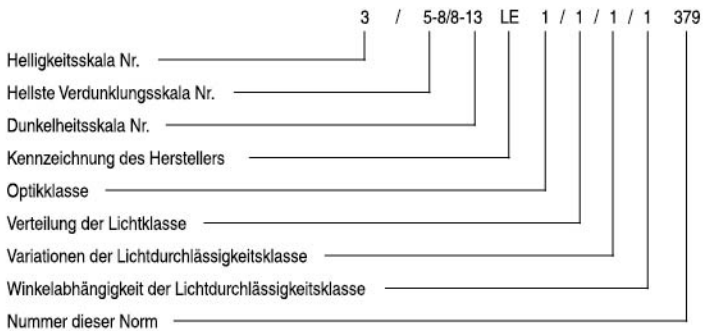 3 / 5-8/8-13 LE 1 / 1 / 1 / 1 379
Helligkeitsskala Nr.
Hellste Verdunklungsskala Nr.
Dunkelheitsskala Nr.
Kennzeichnung des Herstellers
Optikklasse
Verteilung der Lichtklasse
Variationen der Lichtdurchlässigkeitsklasse
Winkelabhängigkeit der Lichtdurchlässigkeitsklasse
Nummer dieser Norm